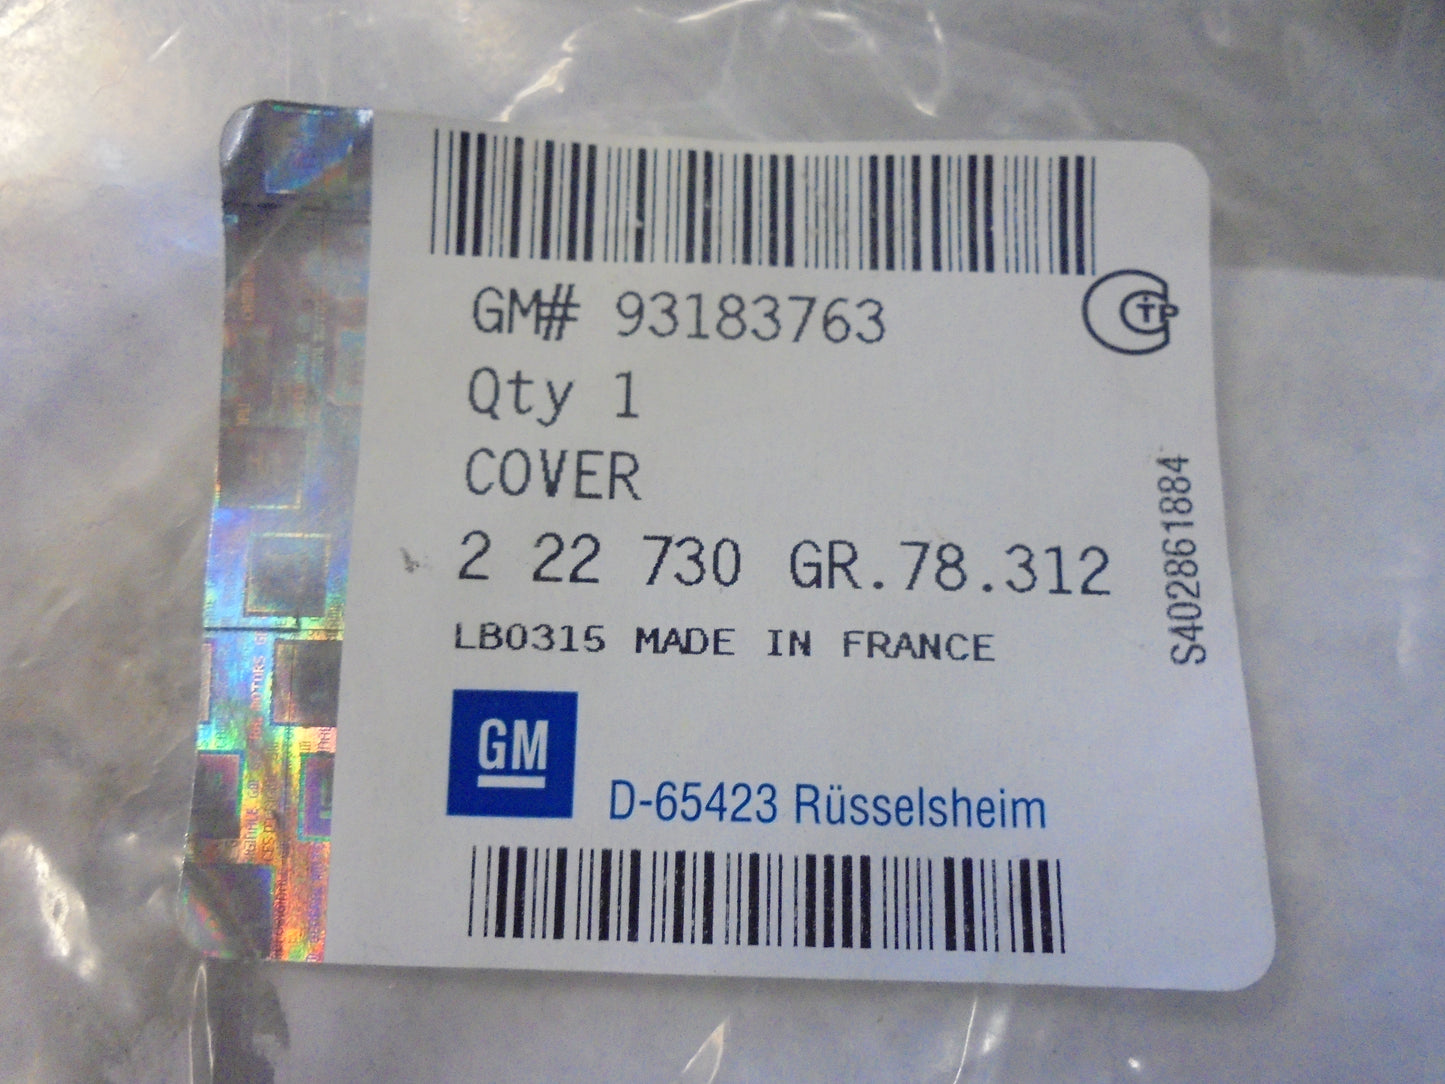 GM# 93183763
Qty 1
COVER
2 22 730 GR.78.312
LB0315 MADE IN FRANCE
GM
D-65423 Rüsselsheim
S402861884